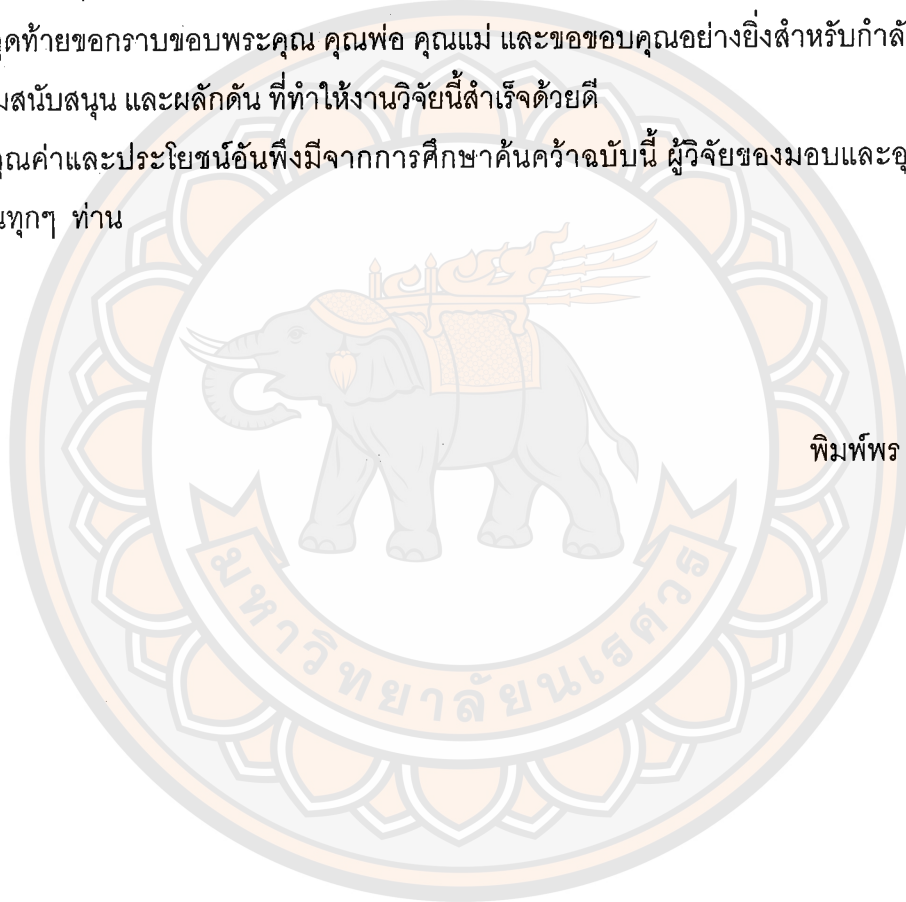 ดท้ายขอกราบขอบพระคุณ คุณพ่อ คุณแม่ และขอขอบคุณอย่างยิ่งสำหรับกำลั
มสนับสนุน และผลักดัน ที่ทำให้งานวิจัยนี้สำเร็จด้วยดี
ุณค่าและประโยชน์อันพึงมีจากการศึกษาค้นคว้าฉบับนี้ ผู้วิจัยของมอบและอุ
นทุกๆ ท่าน
พิมพ์พร
มหาวิทยาลัยนเรศวร